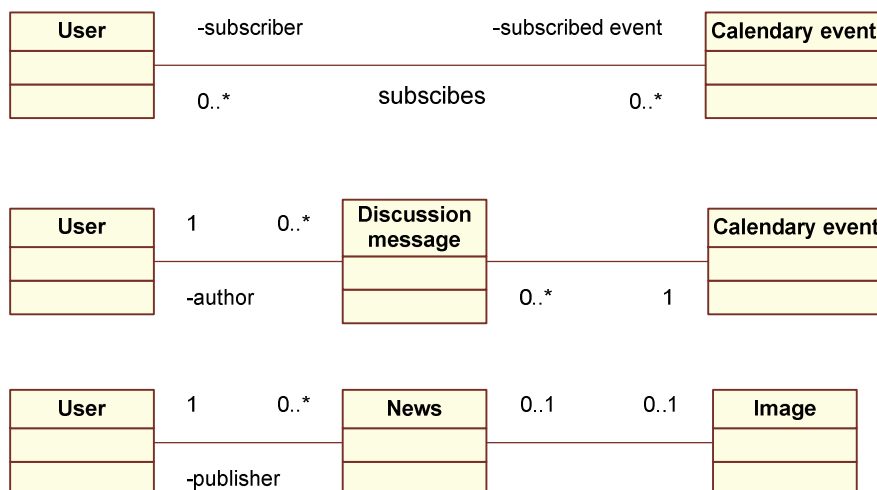 User -subscriber -subscribed event Calendary event
0..* subscibes 0..*
User 1 0..* Discussion message Calendary event
-author 0..* 1
User 1 0..* News 0..1 0..1 Image
-publisher